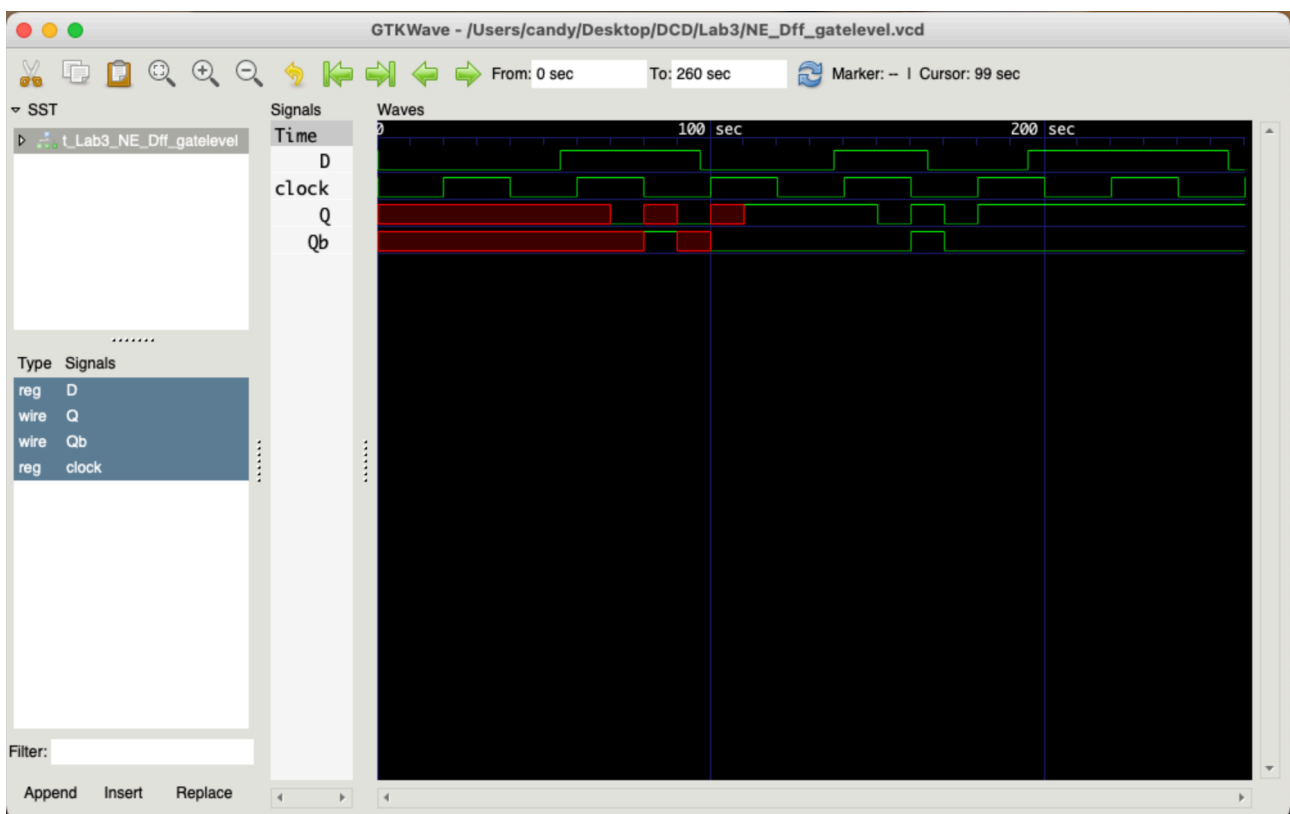 GTKWave - /Users/candy/Desktop/DCD/Lab3/NE_Dff_gatelevel.vcd
From: 0 sec To: 260 sec Marker: -- | Cursor: 99 sec
SST
t_Lab3_NE_Dff_gatelevel
Type Signals
reg D
wire Q
wire Qb
reg clock
Filter:
Append Insert Replace
Signals
Time
D
clock
Q
Qb
Waves
0 100 sec 200 sec